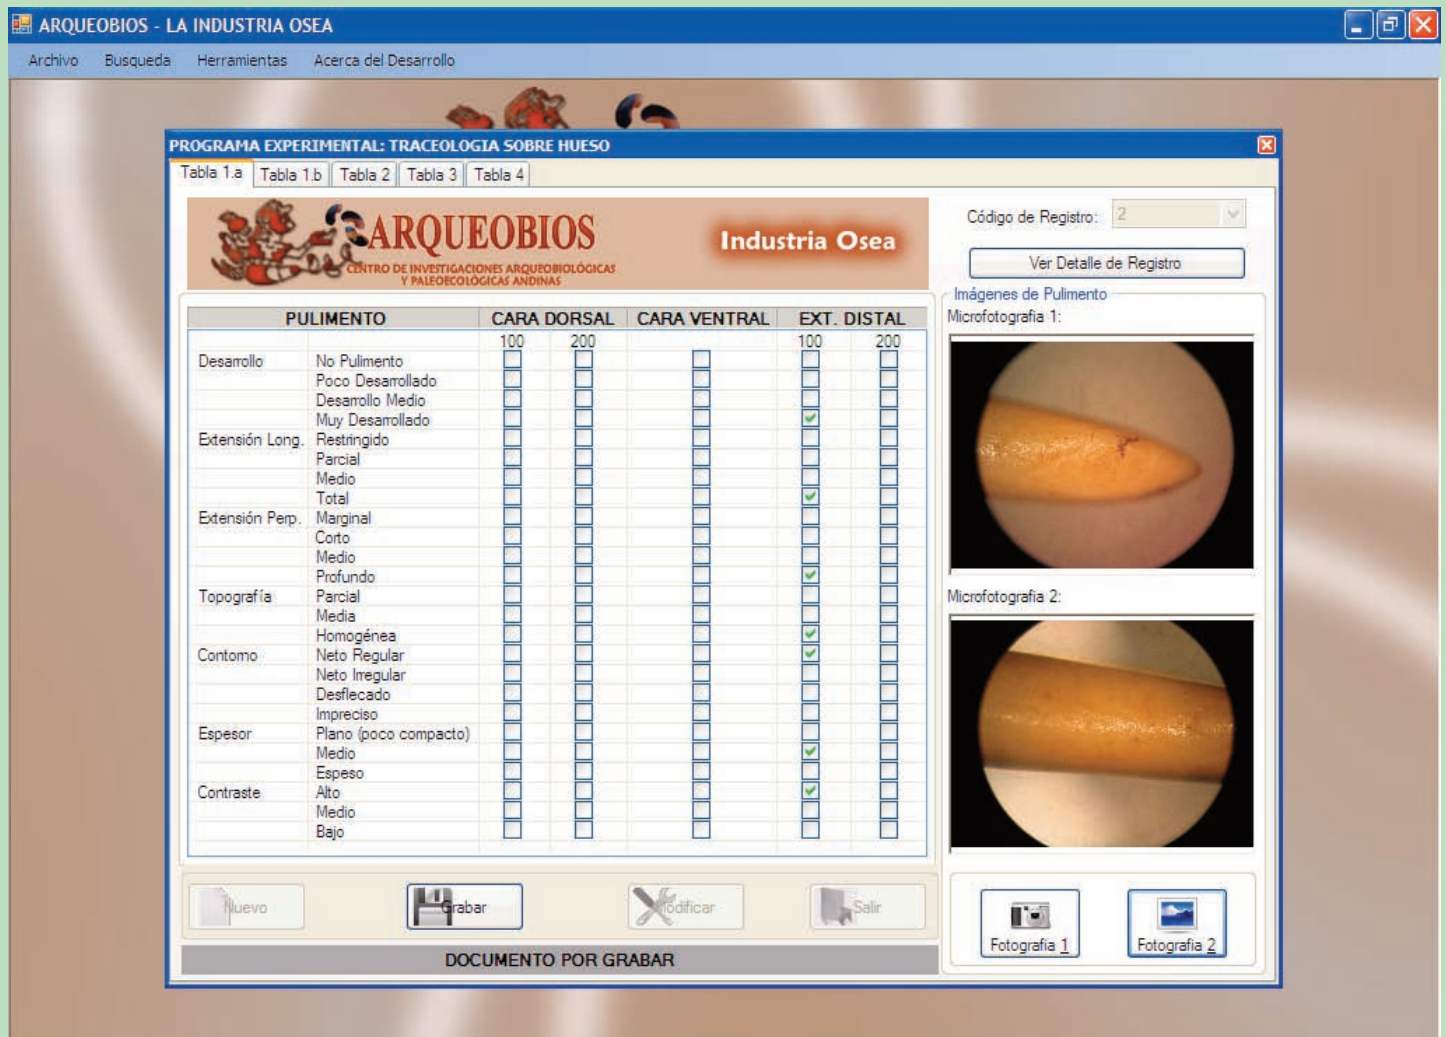 ARQUEOBIOS - LA INDUSTRIA OSEA
Archivo Busqueda Herramientas Acerca del Desarrollo
PROGRAMA EXPERIMENTAL: TRACEOLOGIA SOBRE HUESO
Tabla 1.a Tabla 1.b Tabla 2 Tabla 3 Tabla 4
ARQUEOBIOS
CENTRO DE INVESTIGACIONES ARQUEOBIOLÓGICAS
Y PALEOECOLÓGICAS ANDINAS
Industria Osea
Código de Registro: 2
Ver Detalle de Registro
PULIMENTO CARA DORSAL CARA VENTRAL EXT. DISTAL
100 200 100 200
Desarrollo No Pulimento
Poco Desarrollado
Desarrollo Medio
Muy Desarrollado
Extensión Long. Restringido
Parcial
Medio
Total
Extensión Perp. Marginal
Corto
Medio
Profundo
Topografía Parcial
Media
Homogénea
Contorno Neto Regular
Neto Irregular
Desflecado
Impreciso
Espesor Plano (poco compacto)
Medio
Espeso
Contraste Alto
Medio
Bajo
Imágenes de Pulimento
Microfotografia 1:
Microfotografia 2:
Nuevo Grabar Modificar Salir
Fotografia 1 Fotografia 2
DOCUMENTO POR GRABAR